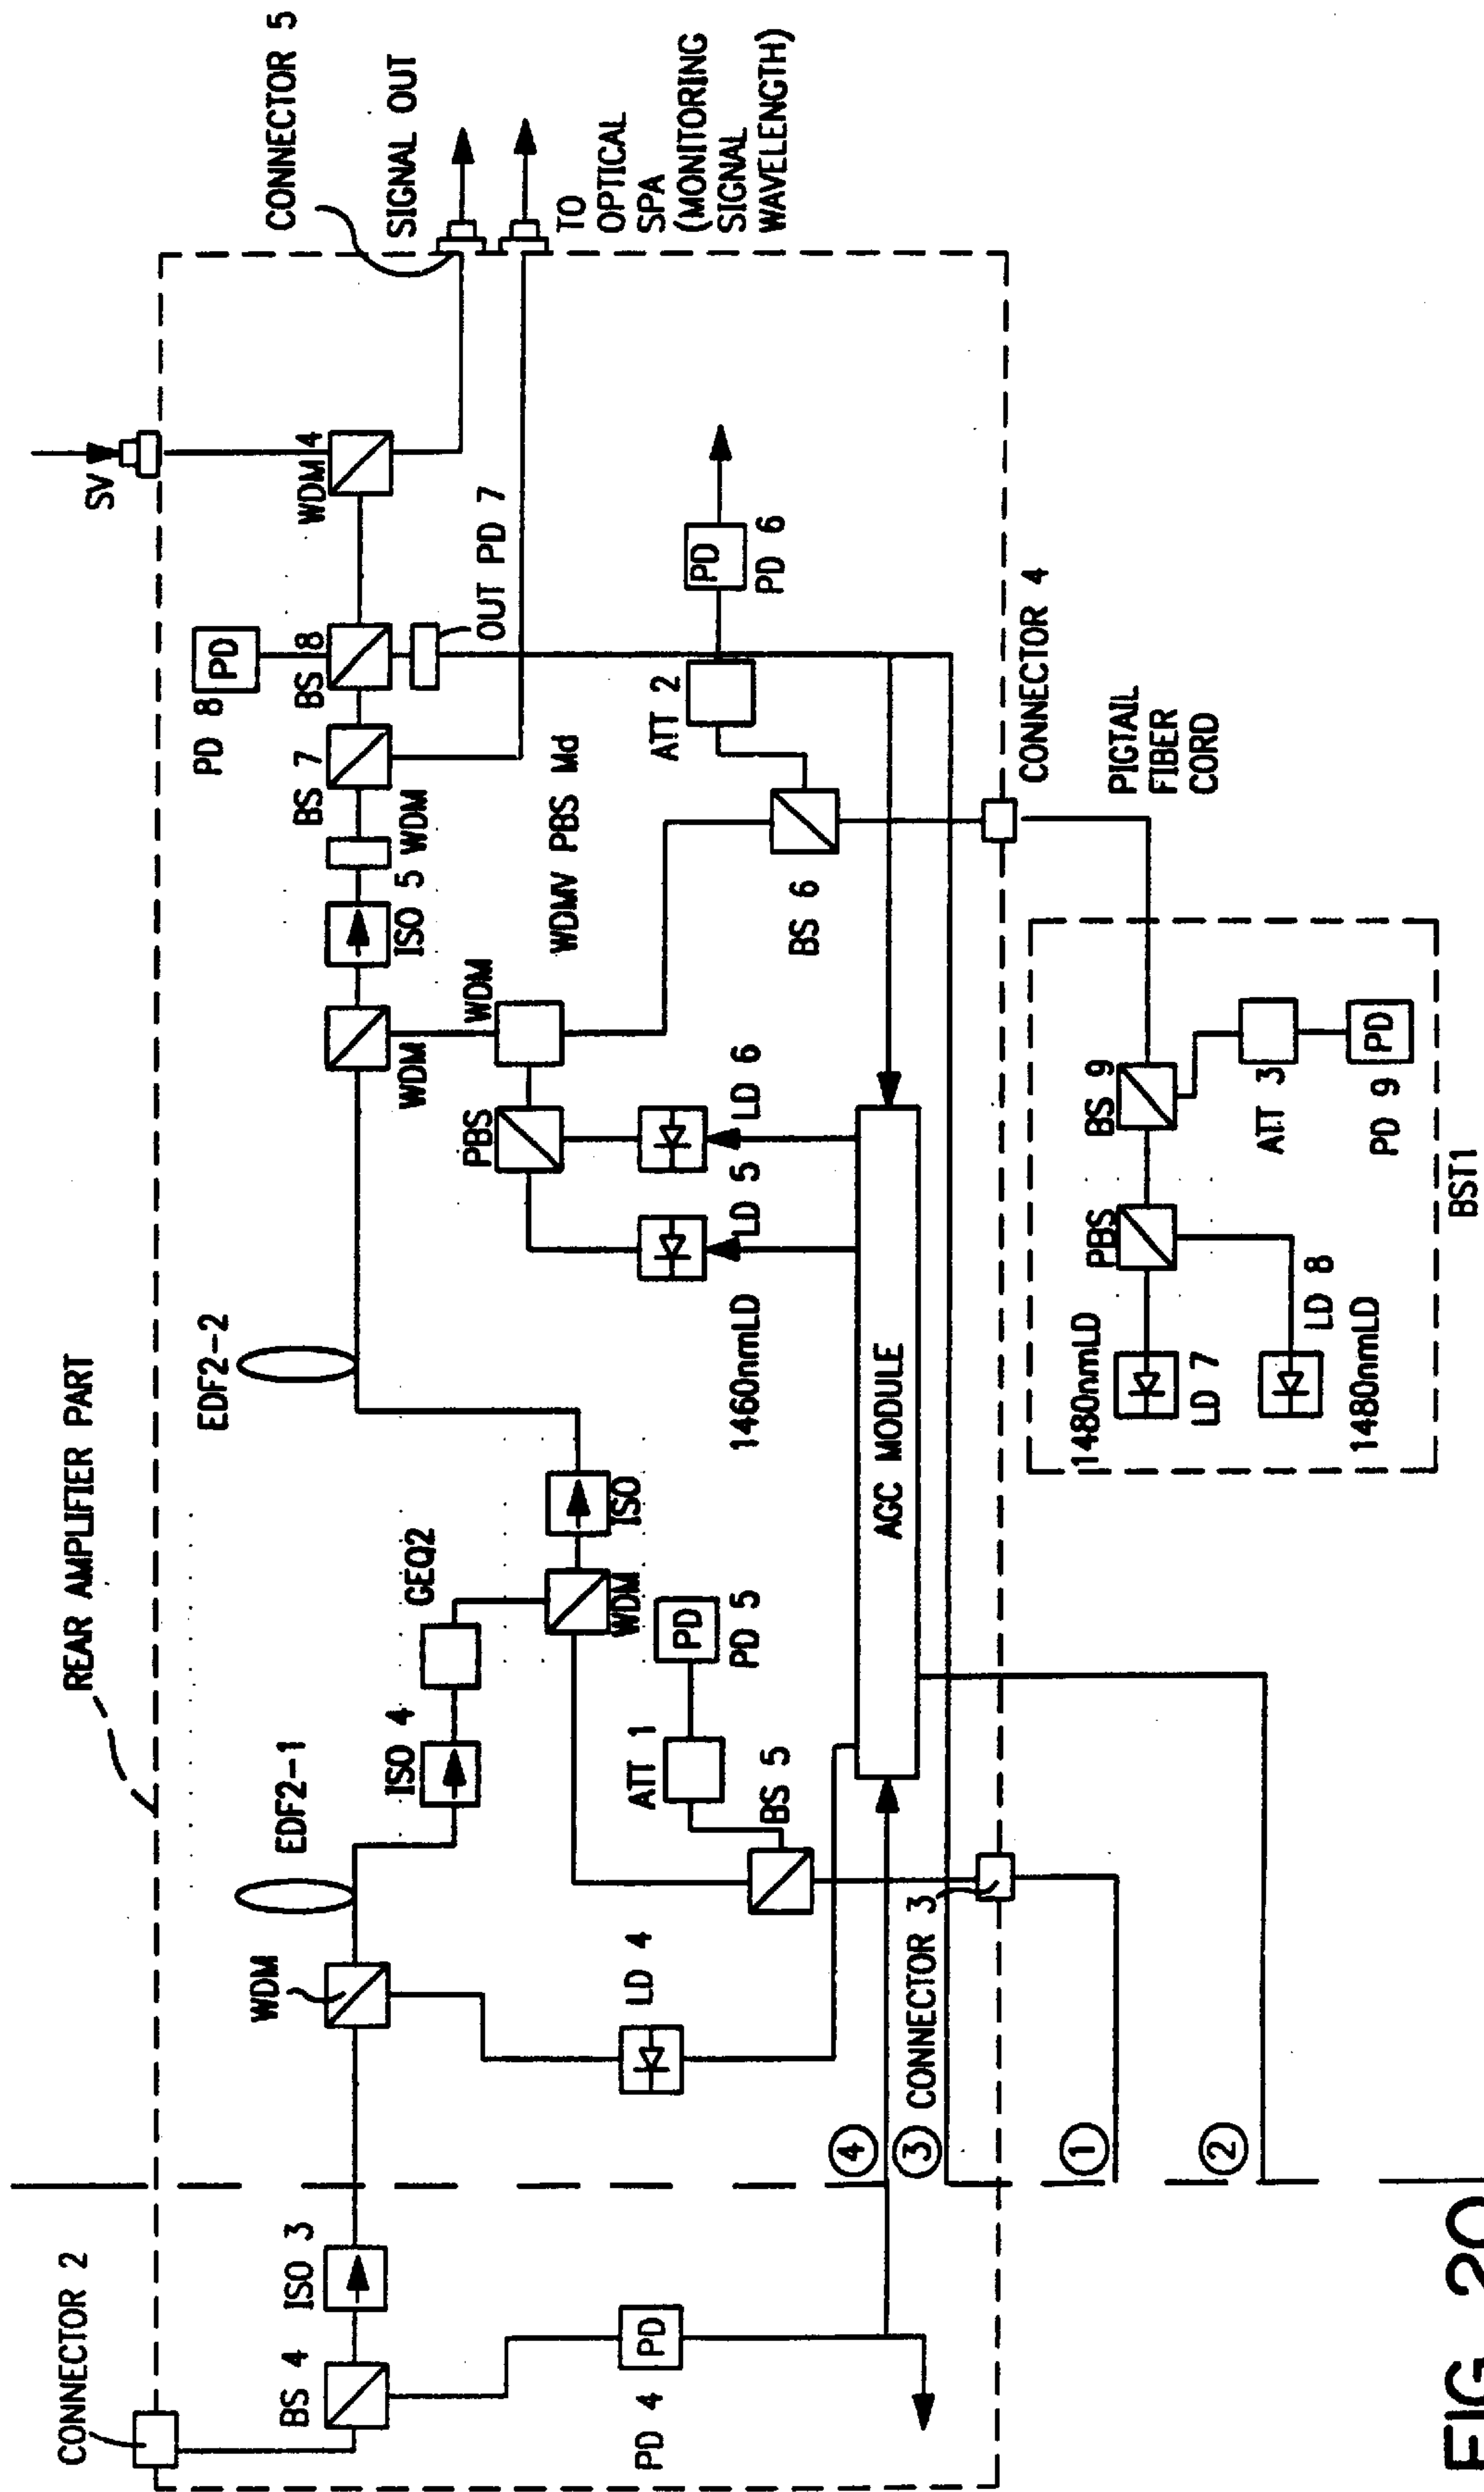 CONNECTOR 2
REAR AMPLIFIER PART
SV
CONNECTOR 5
SIGNAL OUT
TO
OPTICAL
SPA
(MONITORING
SIGNAL
WAVELENGTH)
BS 4
ISO 3
WDM
EDF2-1
ISO 4
GEQ2
WDM
ISO
EDF2-2
WDM
ISO 5
WDM
BS 7
BS 8
PD 8
PD
WDM 4
OUT PD 7
WDMV PBS Md
WDM
PBS
LD 5
LD 6
1460nmLD
ATT 2
PD
PD 6
BS 6
PD 4
PD
LD 4
ATT 1
PD
PD 5
BS 5
AGC MODULE
④
③
CONNECTOR 3
CONNECTOR 4
①
②
PIGTAIL
FIBER
CORD
1480nmLD
LD 7
PBS
BS 9
LD 8
1480nmLD
ATT 3
PD
PD 9
BST1